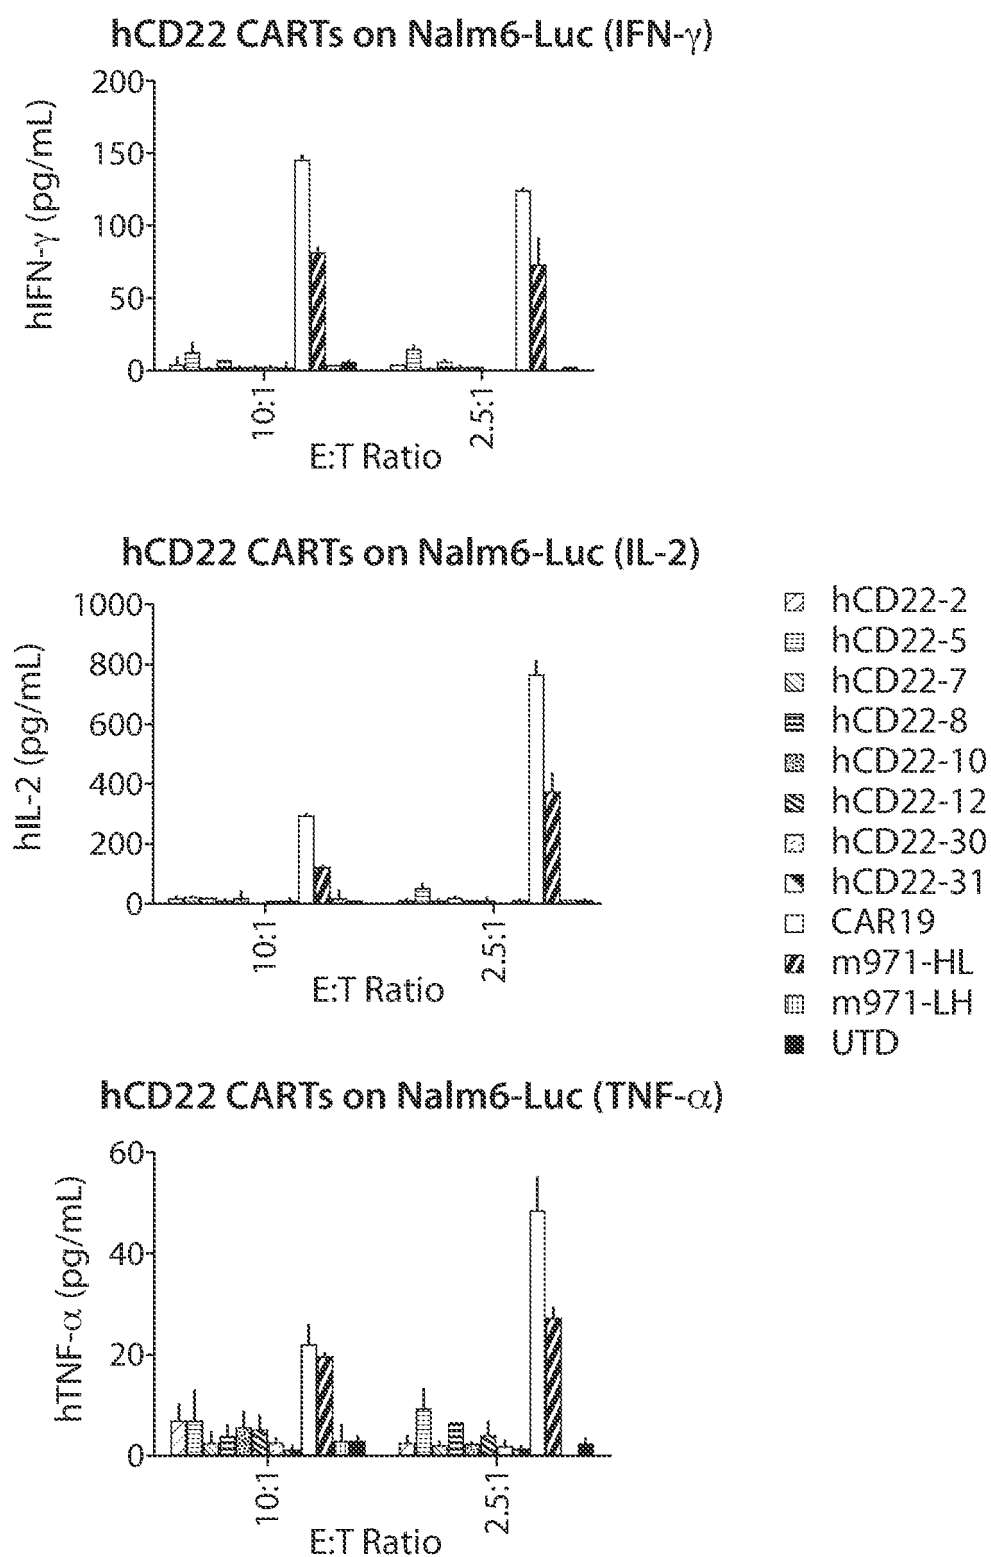 hCD22 CARTs on Nalm6-Luc (IFN-γ)
hIFN-γ (pg/mL)
200
150
100
50
0
10:1
2.5:1
E:T Ratio
hCD22 CARTs on Nalm6-Luc (IL-2)
hIL-2 (pg/mL)
1000
800
600
400
200
0
10:1
2.5:1
E:T Ratio
hCD22-2
hCD22-5
hCD22-7
hCD22-8
hCD22-10
hCD22-12
hCD22-30
hCD22-31
CAR19
m971-HL
m971-LH
UTD
hCD22 CARTs on Nalm6-Luc (TNF-α)
hTNF-α (pg/mL)
60
40
20
0
10:1
2.5:1
E:T Ratio